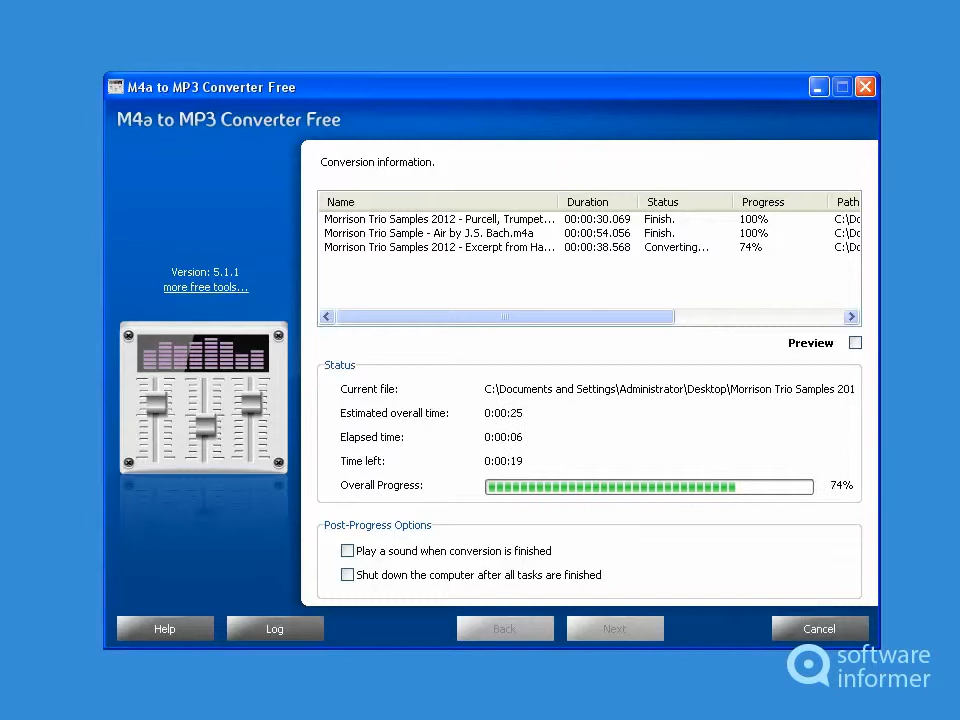 M4a to MP3 Converter Free
M4a to MP3 Converter Free
Conversion information.
Name Duration Status Progress Path
Morrison Trio Samples 2012 - Purcell, Trumpet... 00:00:30.069 Finish. 100% C:\Dc
Morrison Trio Sample - Air by J.S. Bach.m4a 00:00:54.056 Finish. 100% C:\Dc
Morrison Trio Samples 2012 - Excerpt from Ha... 00:00:38.568 Converting... 74% C:\Dc
Version: 5.1.1
more free tools...
Preview
Status
Current file: C:\Documents and Settings\Administrator\Desktop\Morrison Trio Samples 201
Estimated overall time: 0:00:25
Elapsed time: 0:00:06
Time left: 0:00:19
Overall Progress: 74%
Post-Progress Options
Play a sound when conversion is finished
Shut down the computer after all tasks are finished
Help Log Back Next Cancel
software
informer